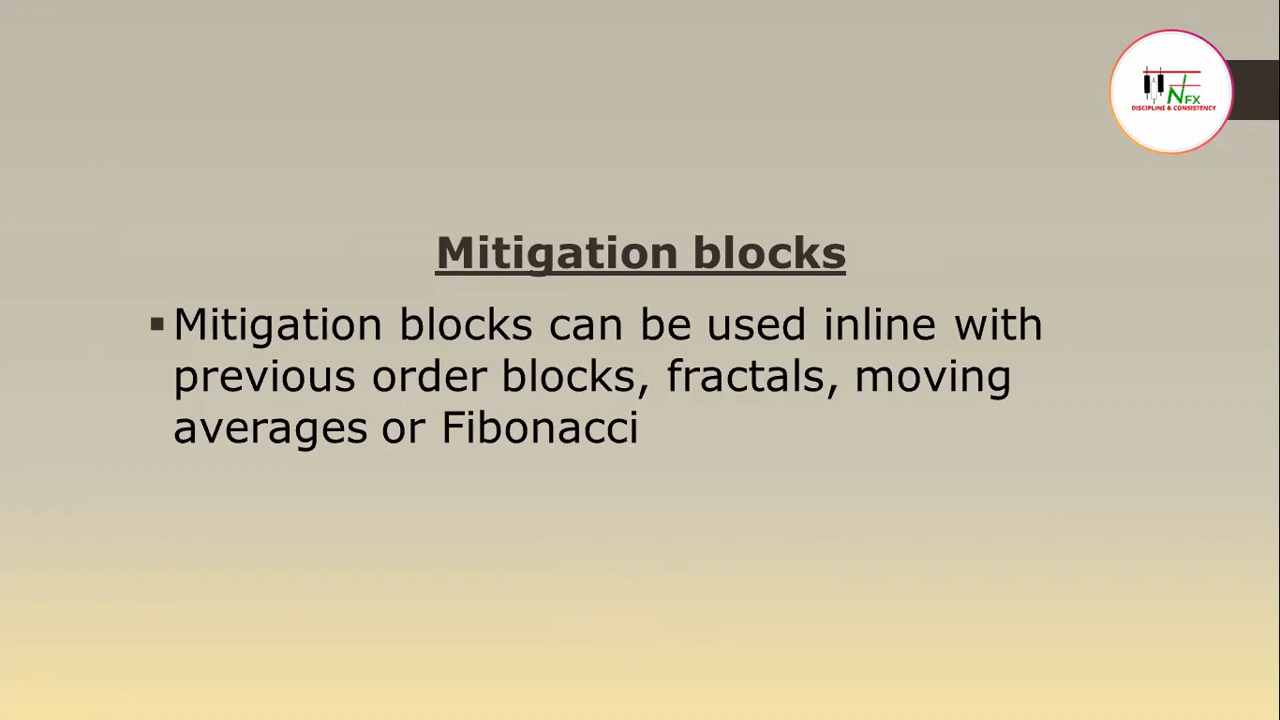 NFX
DISCIPLINE & CONSISTENCY
Mitigation blocks
▪Mitigation blocks can be used inline with
previous order blocks, fractals, moving
averages or Fibonacci